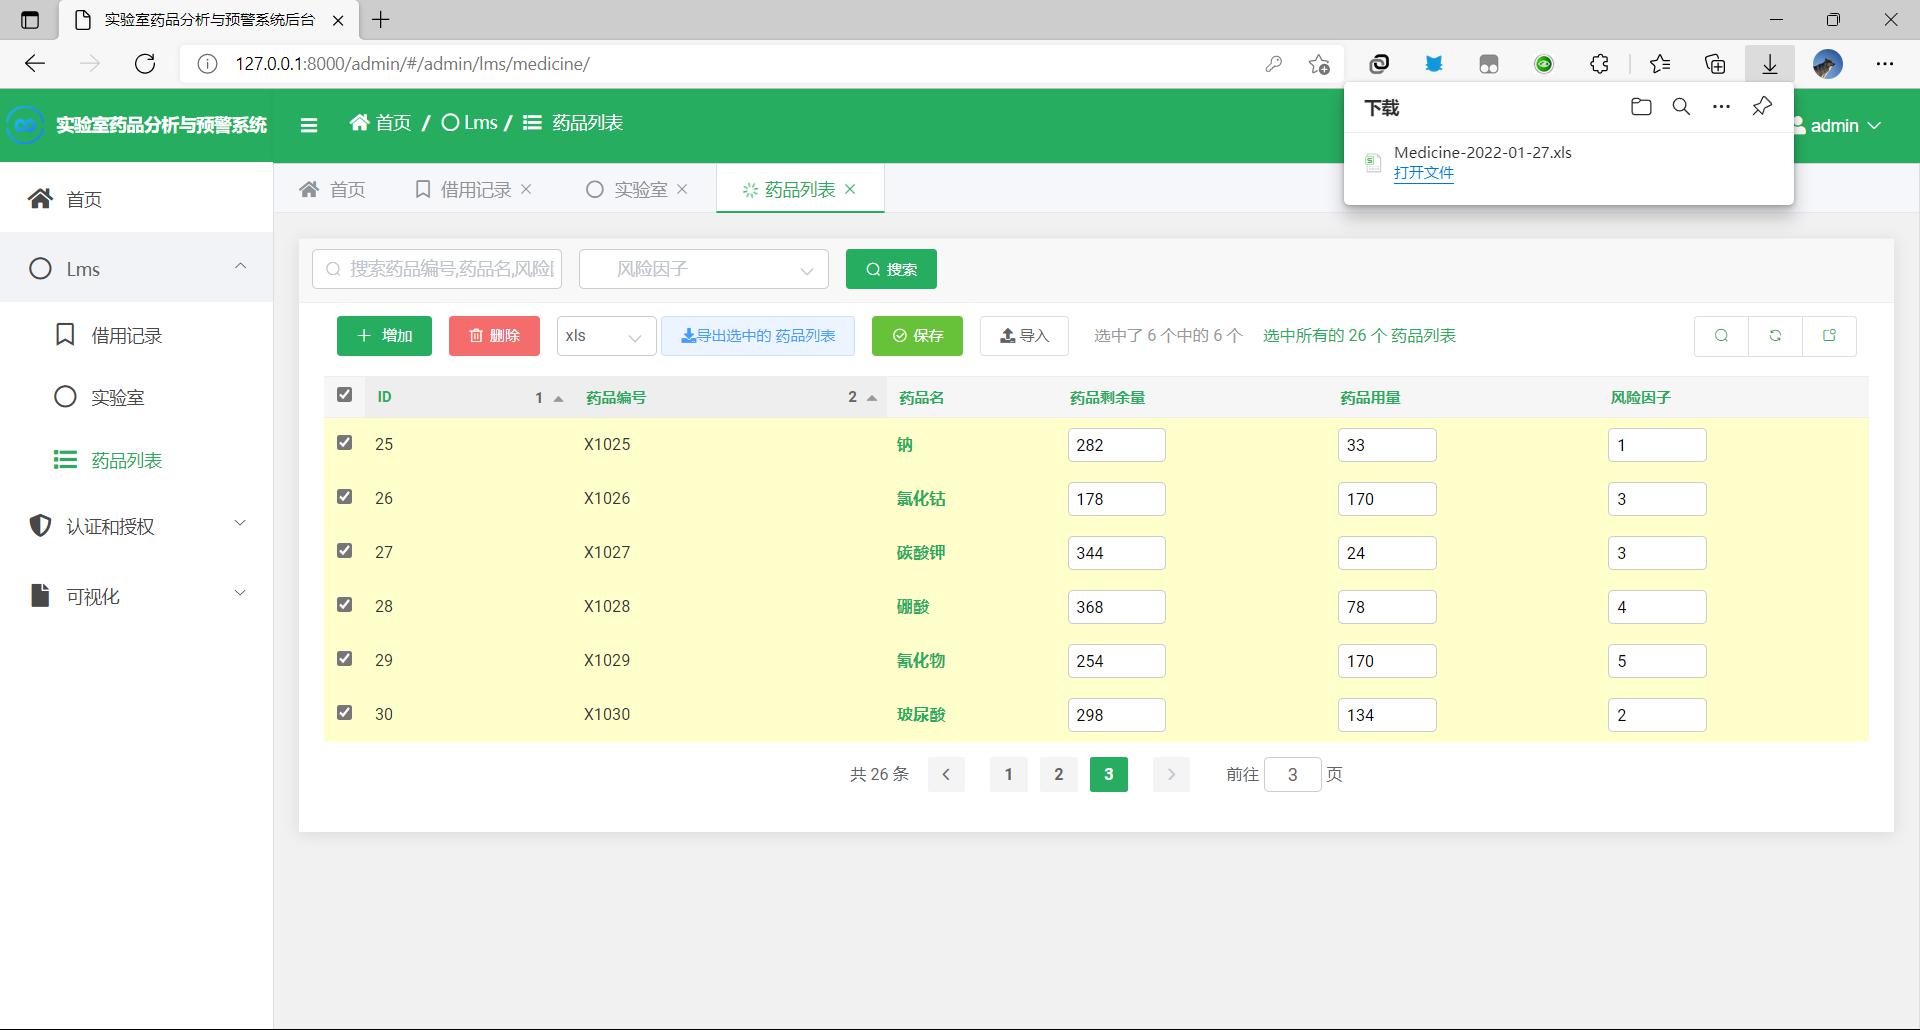 实验室药品分析与预警系统后台
127.0.0.1:8000/admin/#/admin/lms/medicine/
下载
Medicine-2022-01-27.xls
打开文件
实验室药品分析与预警系统
首页 / Lms / 药品列表
admin
首页
Lms
借用记录
实验室
药品列表
认证和授权
可视化
首页 借用记录 实验室 药品列表
搜索药品编号,药品名,风险 风险因子 搜索
增加 删除 xls 导出选中的 药品列表 保存 导入 选中了 6 个中的 6 个 选中所有的 26 个 药品列表
ID 1 药品编号 2 药品名 药品剩余量 药品用量 风险因子
25 X1025 钠 282 33 1
26 X1026 氯化钴 178 170 3
27 X1027 碳酸钾 344 24 3
28 X1028 硼酸 368 78 4
29 X1029 氰化物 254 170 5
30 X1030 玻尿酸 298 134 2
共 26 条 1 2 3 前往 3 页